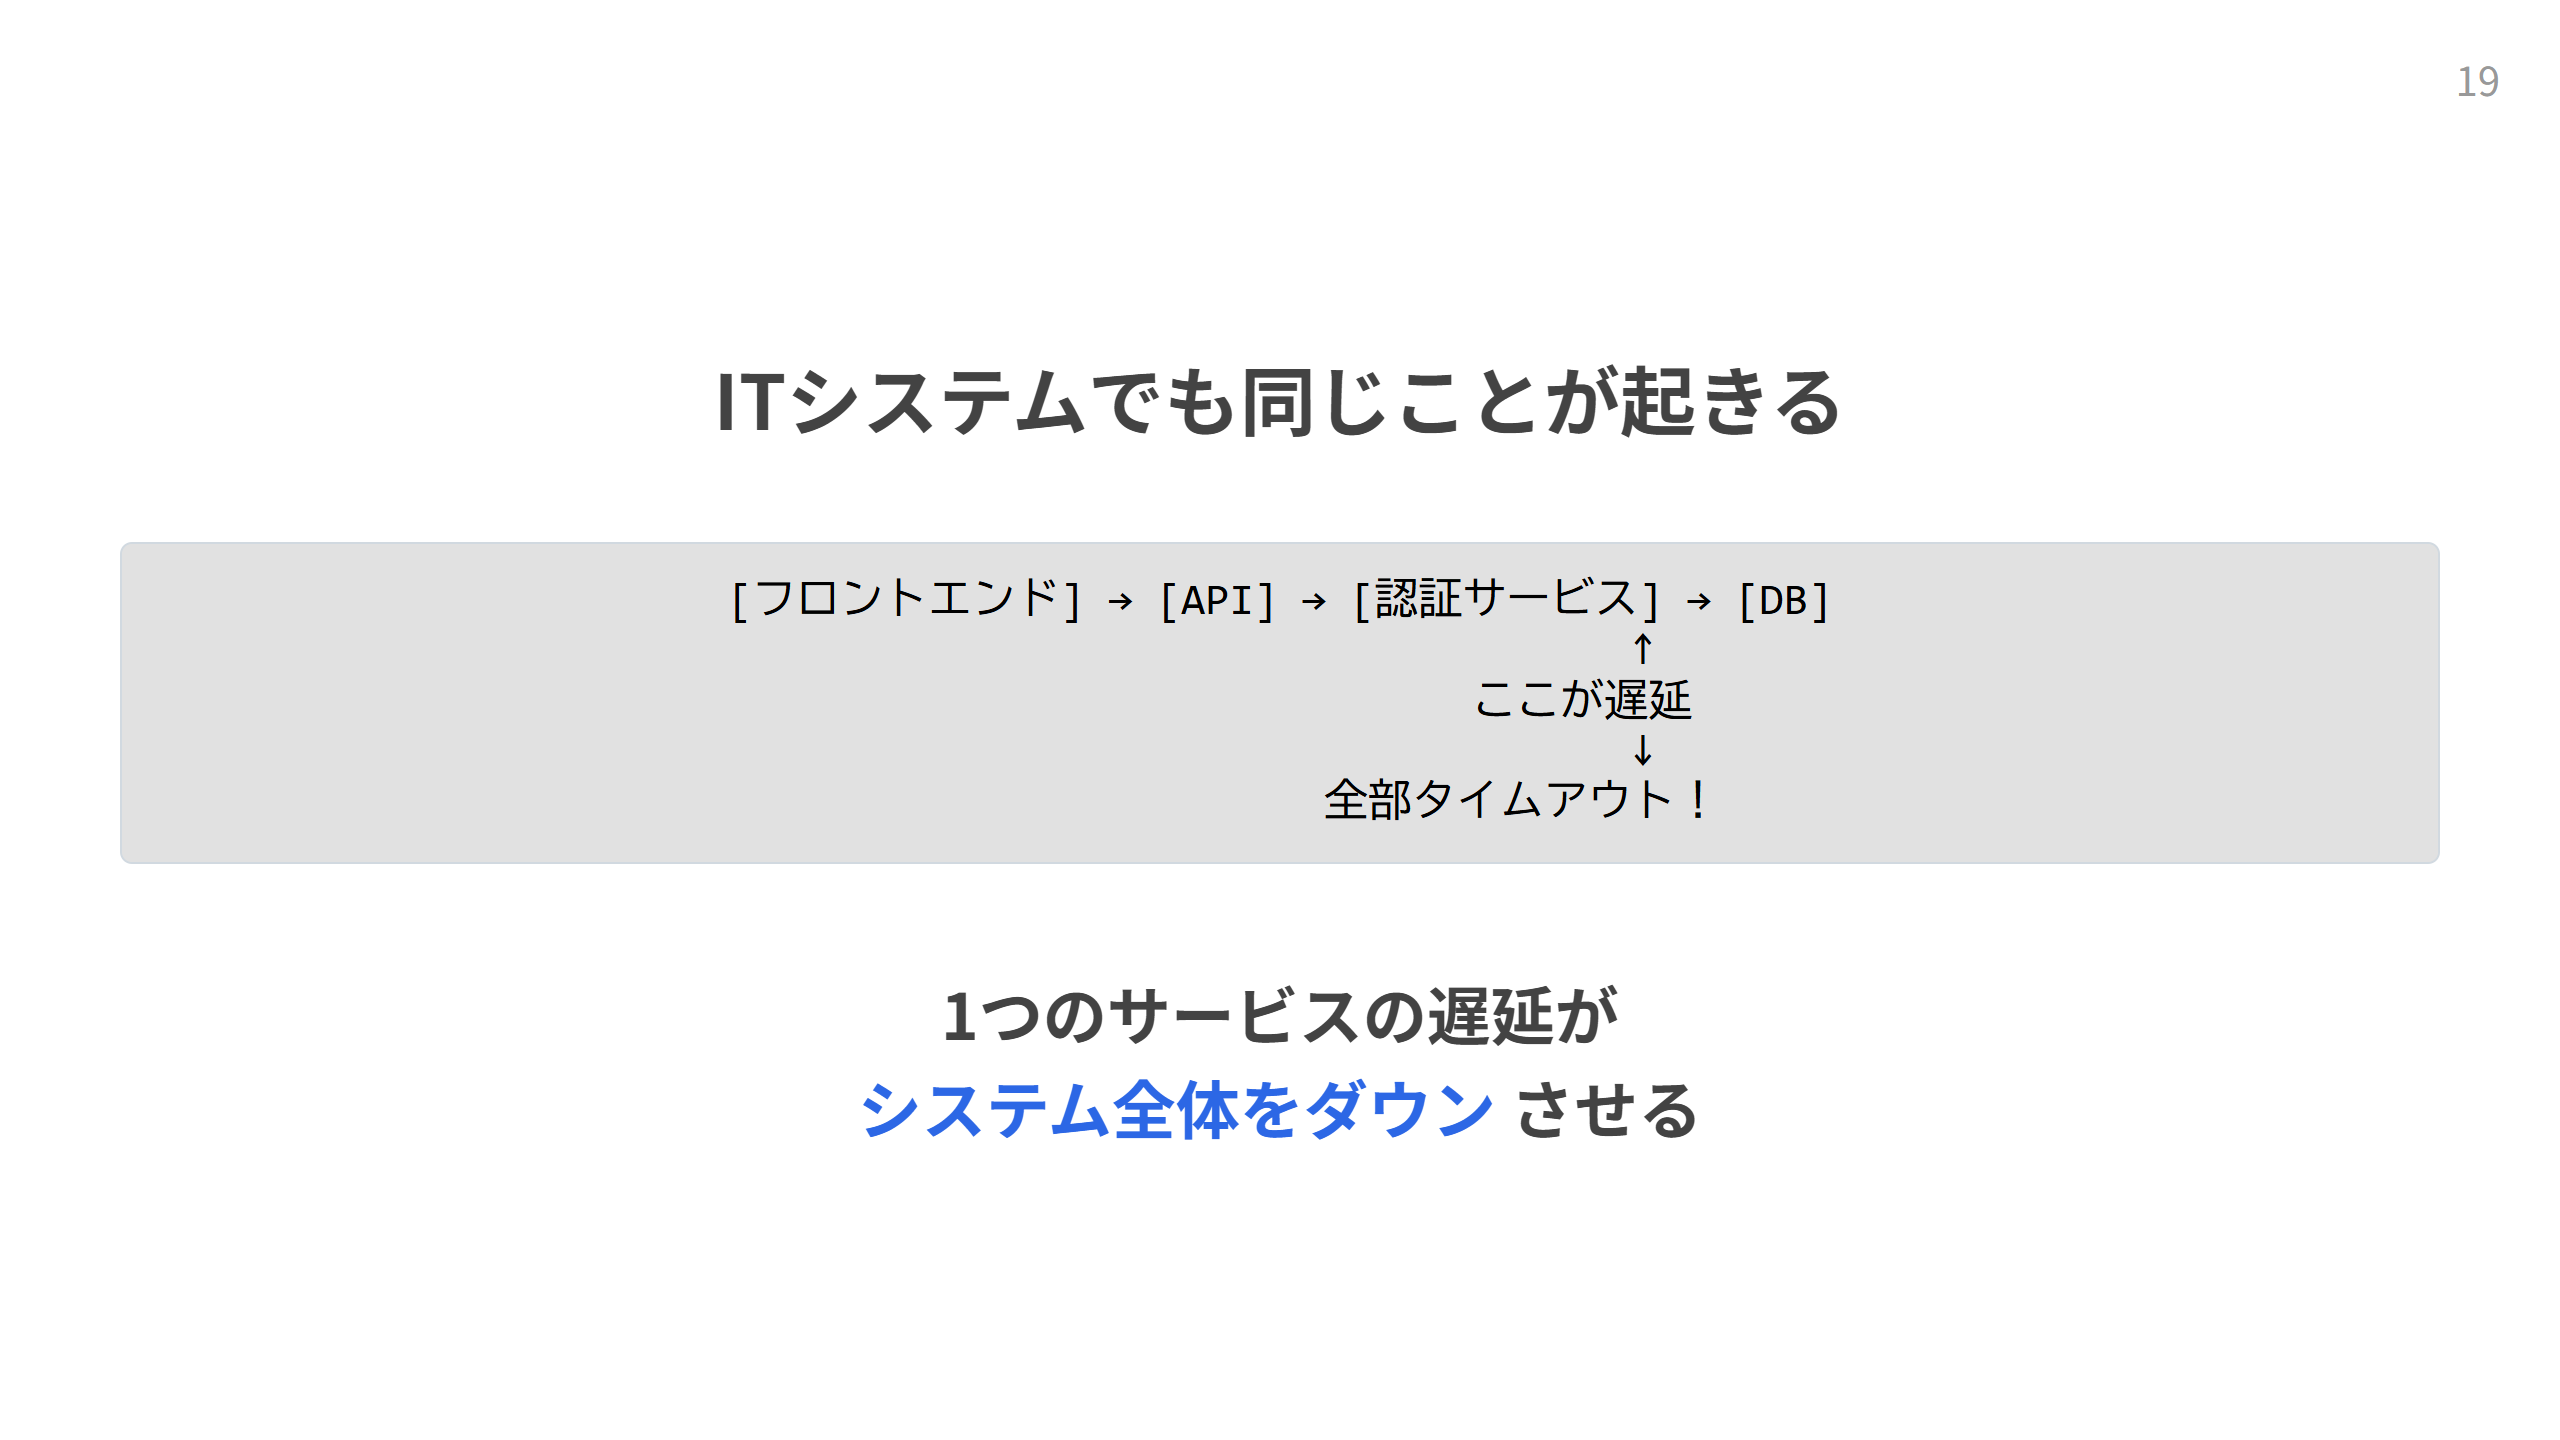 19
ITシステムでも同じことが起きる
[フロントエンド] → [API] → [認証サービス] → [DB]
↑
ここが遅延
↓
全部タイムアウト！
1つのサービスの遅延が
システム全体をダウン させる